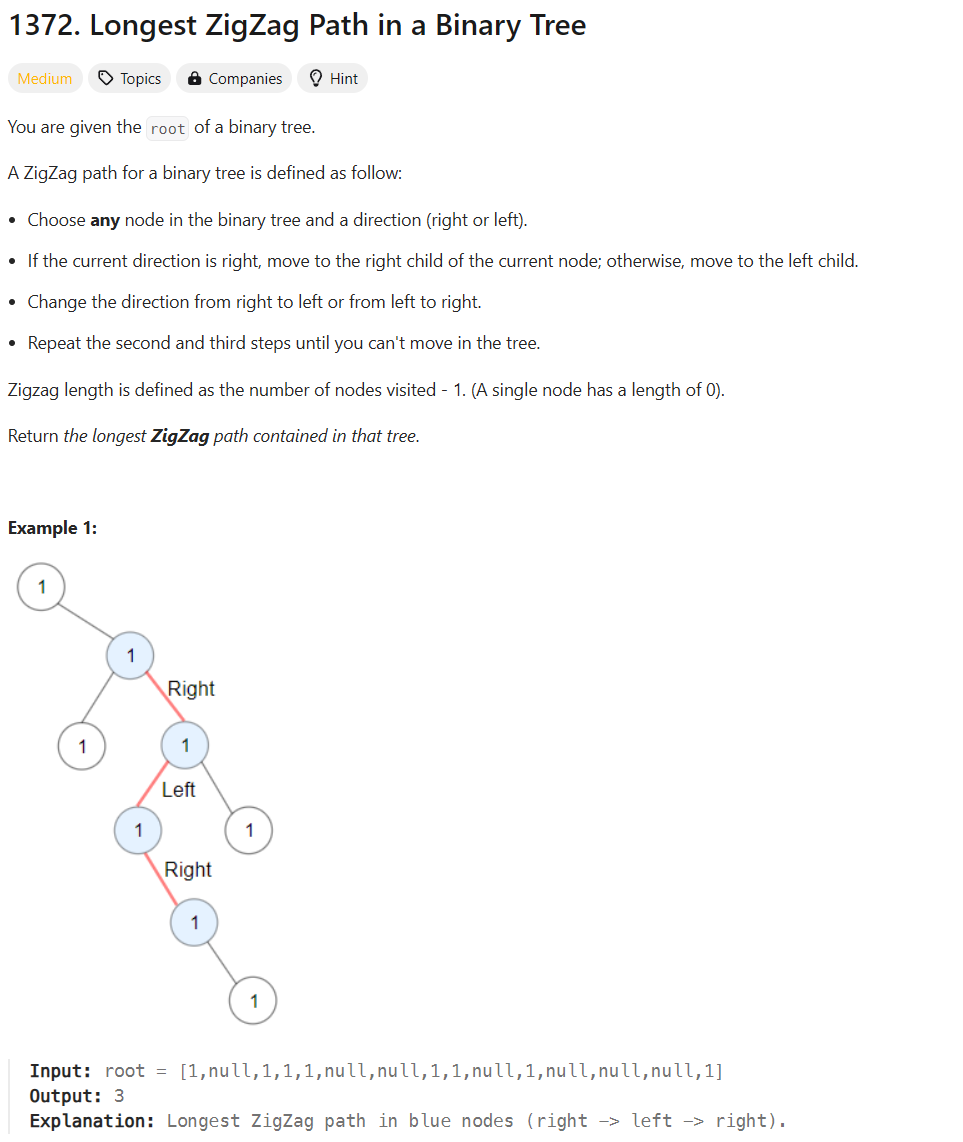 1372. Longest ZigZag Path in a Binary Tree
Medium Topics Companies Hint
You are given the root of a binary tree.
A ZigZag path for a binary tree is defined as follow:
• Choose any node in the binary tree and a direction (right or left).
• If the current direction is right, move to the right child of the current node; otherwise, move to the left child.
• Change the direction from right to left or from left to right.
• Repeat the second and third steps until you can't move in the tree.
Zigzag length is defined as the number of nodes visited - 1. (A single node has a length of 0).
Return the longest ZigZag path contained in that tree.
Example 1:
1
1
Right
1 1
Left
1 1
Right
1
1
Input: root = [1,null,1,1,1,null,null,1,1,null,1,null,null,null,1]
Output: 3
Explanation: Longest ZigZag path in blue nodes (right -> left -> right).